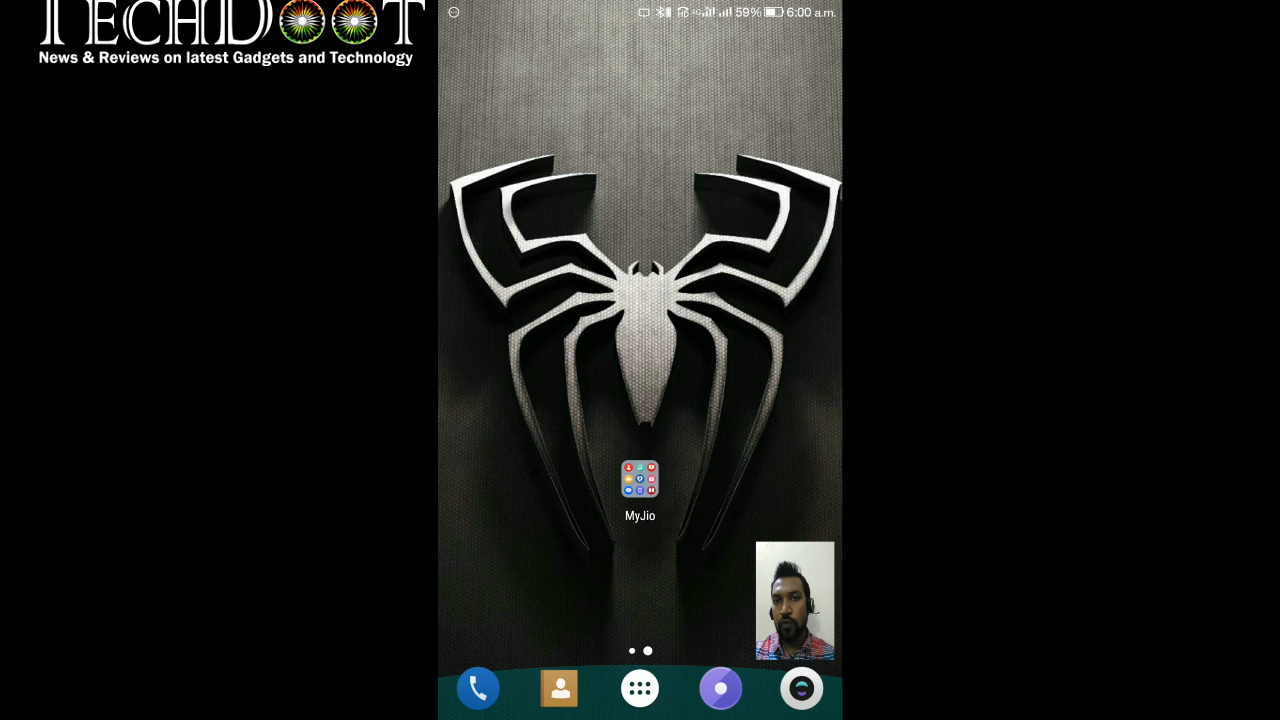 TECHDOOT
News & Reviews on latest Gadgets and Technology
59% 6:00 a.m.
MyJio